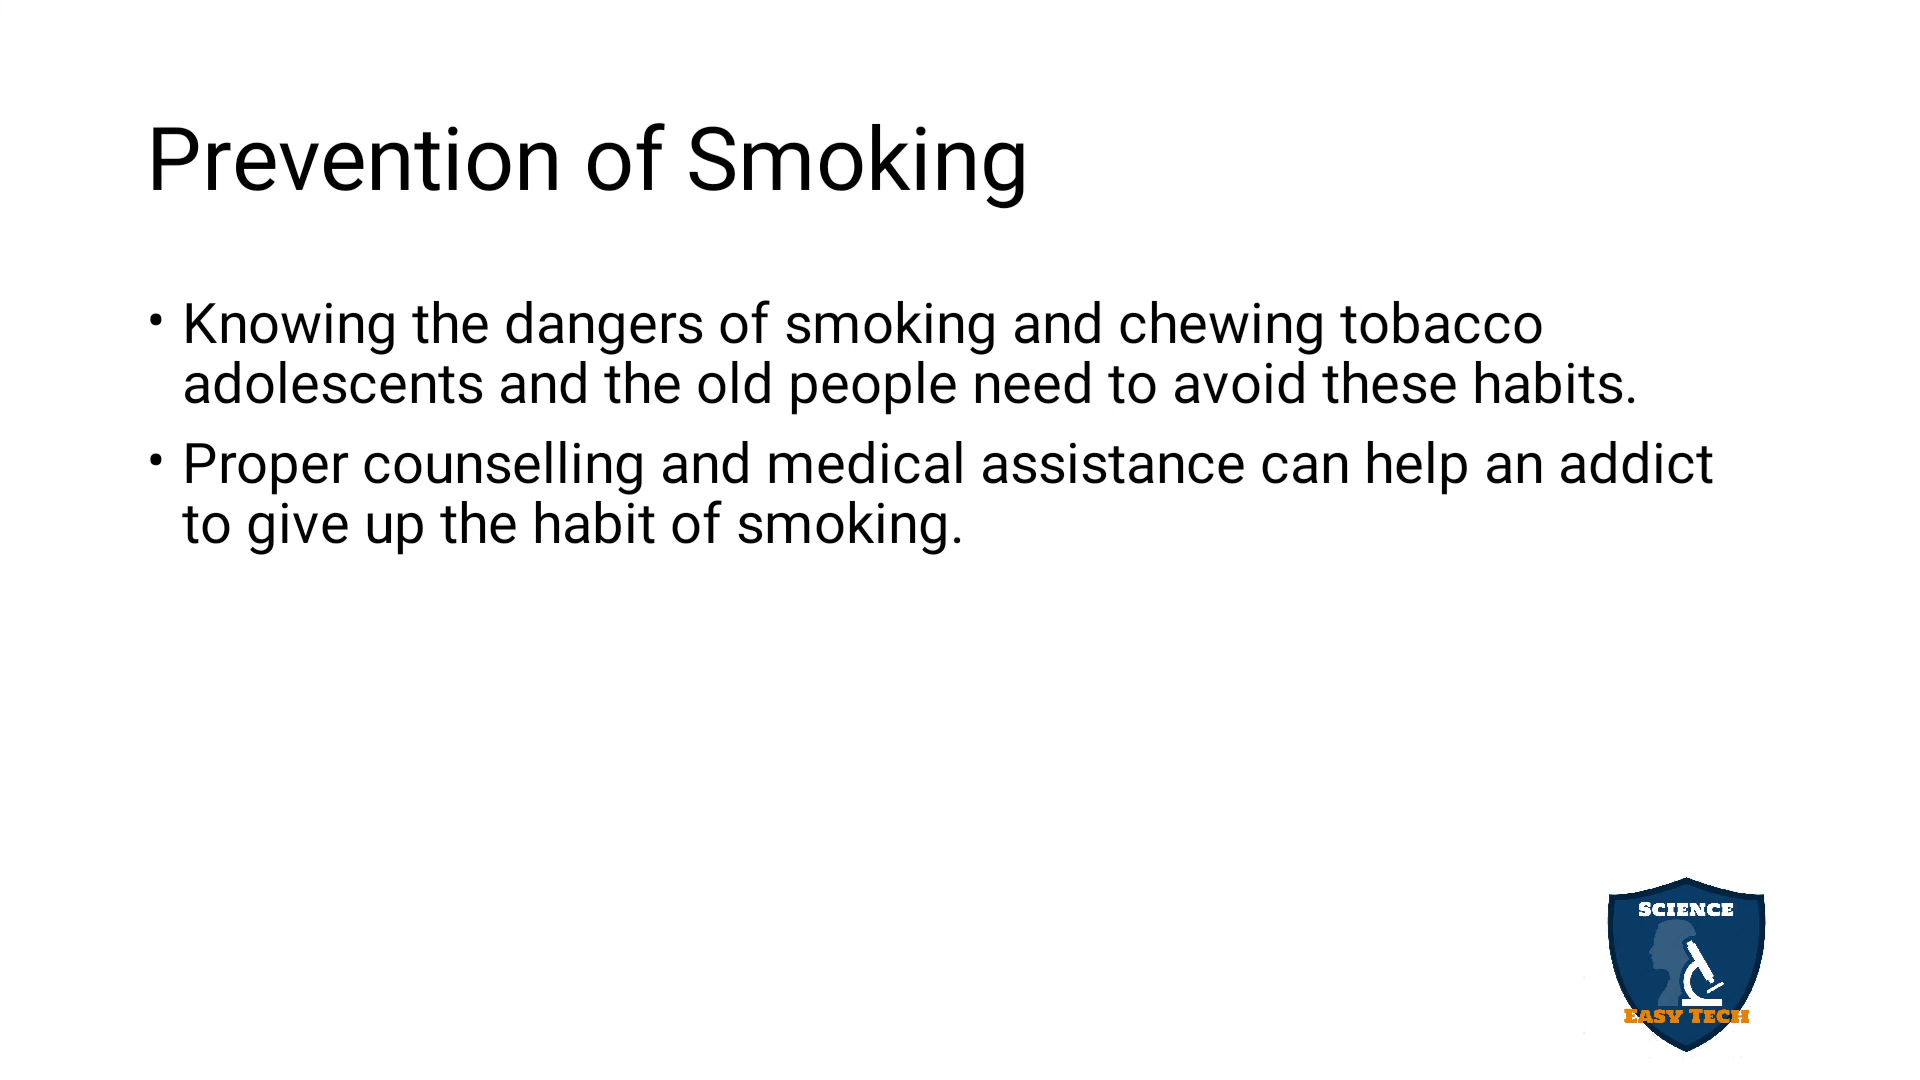 Prevention of Smoking
• Knowing the dangers of smoking and chewing tobacco
adolescents and the old people need to avoid these habits.
• Proper counselling and medical assistance can help an addict
to give up the habit of smoking.
SCIENCE
EASY TECH